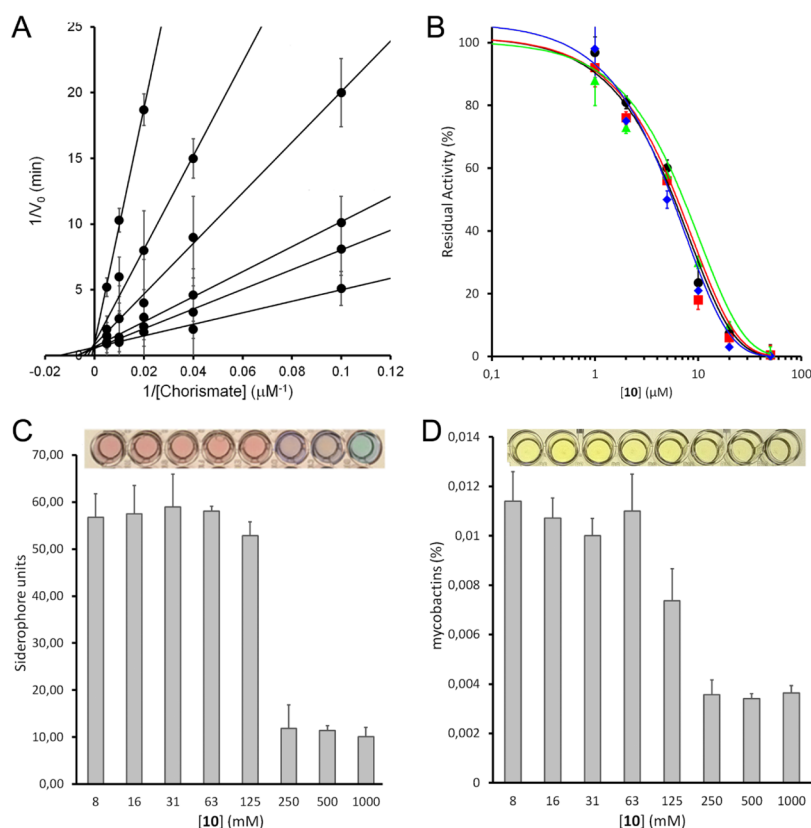 A
25
20
15
10
5
0
-0.02 0 0.02 0.04 0.06 0.08 0.1 0.12
1/V0 (min)
1/[Chorismate] (μM-1)
B
100
80
60
40
20
0
0,1 1 10 100
Residual Activity (%)
[10] (μM)
C
70,00
60,00
50,00
40,00
30,00
20,00
10,00
0,00
8 16 31 63 125 250 500 1000
Siderophore units
[10] (mM)
D
0,014
0,012
0,01
0,008
0,006
0,004
0,002
0
8 16 31 63 125 250 500 1000
mycobactins (%)
[10] (mM)